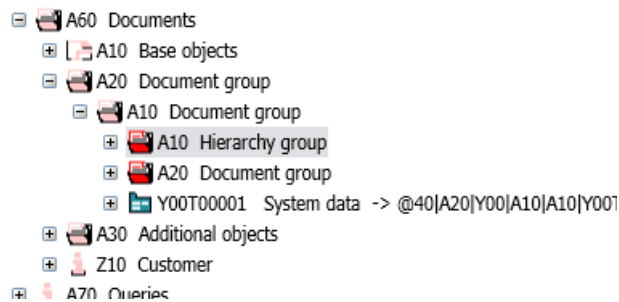 A60 Documents
A10 Base objects
A20 Document group
A10 Document group
A10 Hierarchy group
A20 Document group
Y00T00001 System data -> @40|A20|Y00|A10|A10|Y00T
A30 Additional objects
Z10 Customer
A70 Queries